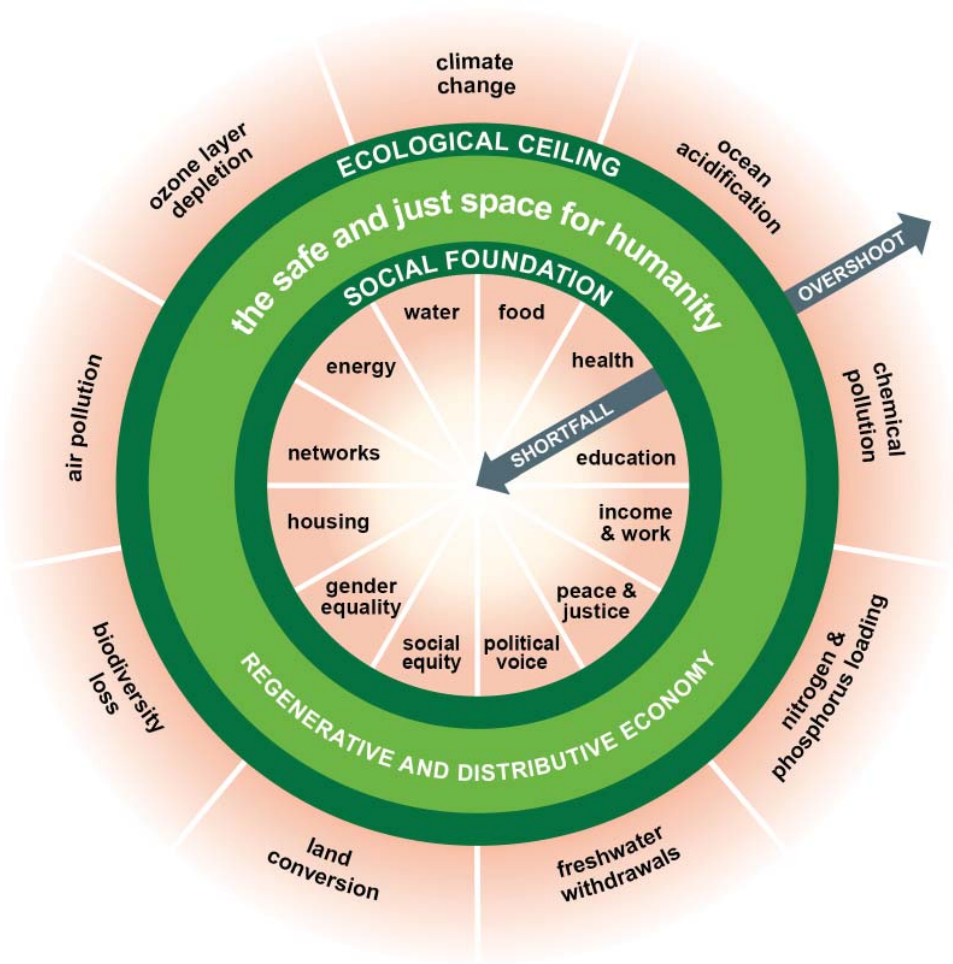 climate
change
ocean
acidification
OVERSHOOT
chemical
pollution
nitrogen &
phosphorus loading
freshwater
withdrawals
land
conversion
biodiversity
loss
air pollution
ozone layer
depletion
ECOLOGICAL CEILING
the safe and just space for humanity
SOCIAL FOUNDATION
water
food
health
SHORTFALL
education
income
& work
peace &
justice
political
voice
social
equity
gender
equality
housing
networks
energy
REGENERATIVE AND DISTRIBUTIVE ECONOMY